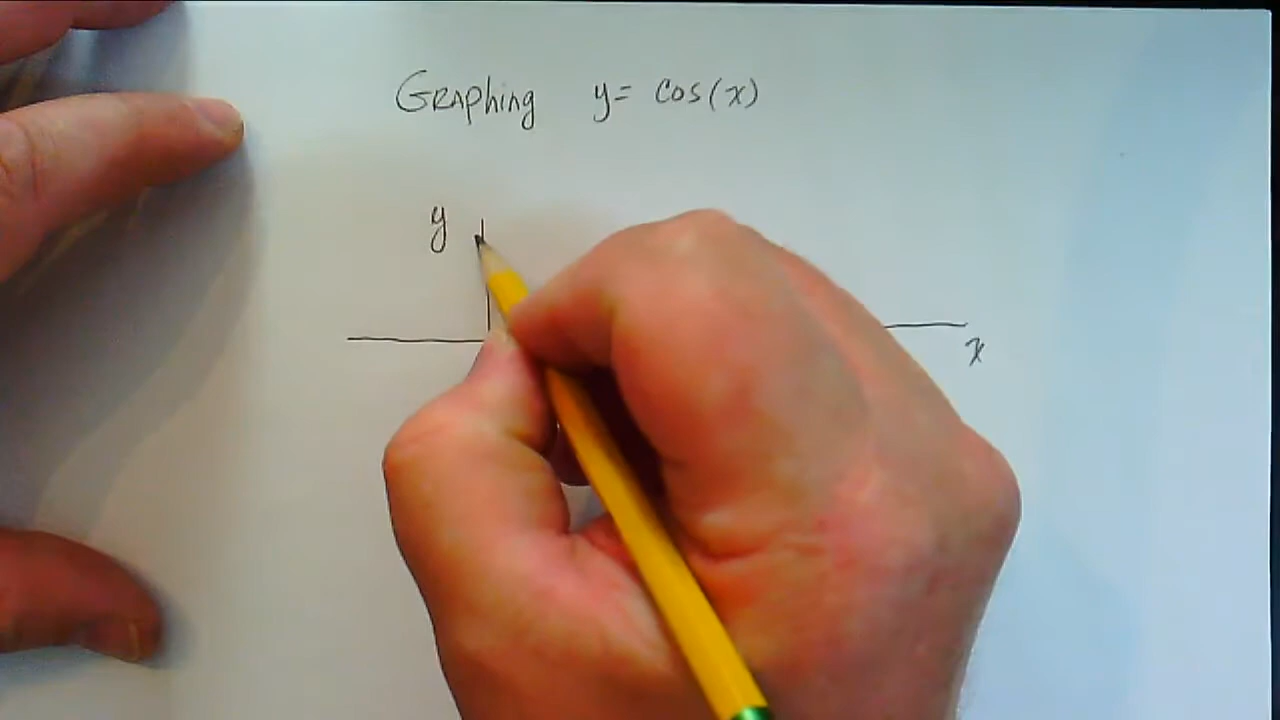 Graphing y = cos(x)
y
x